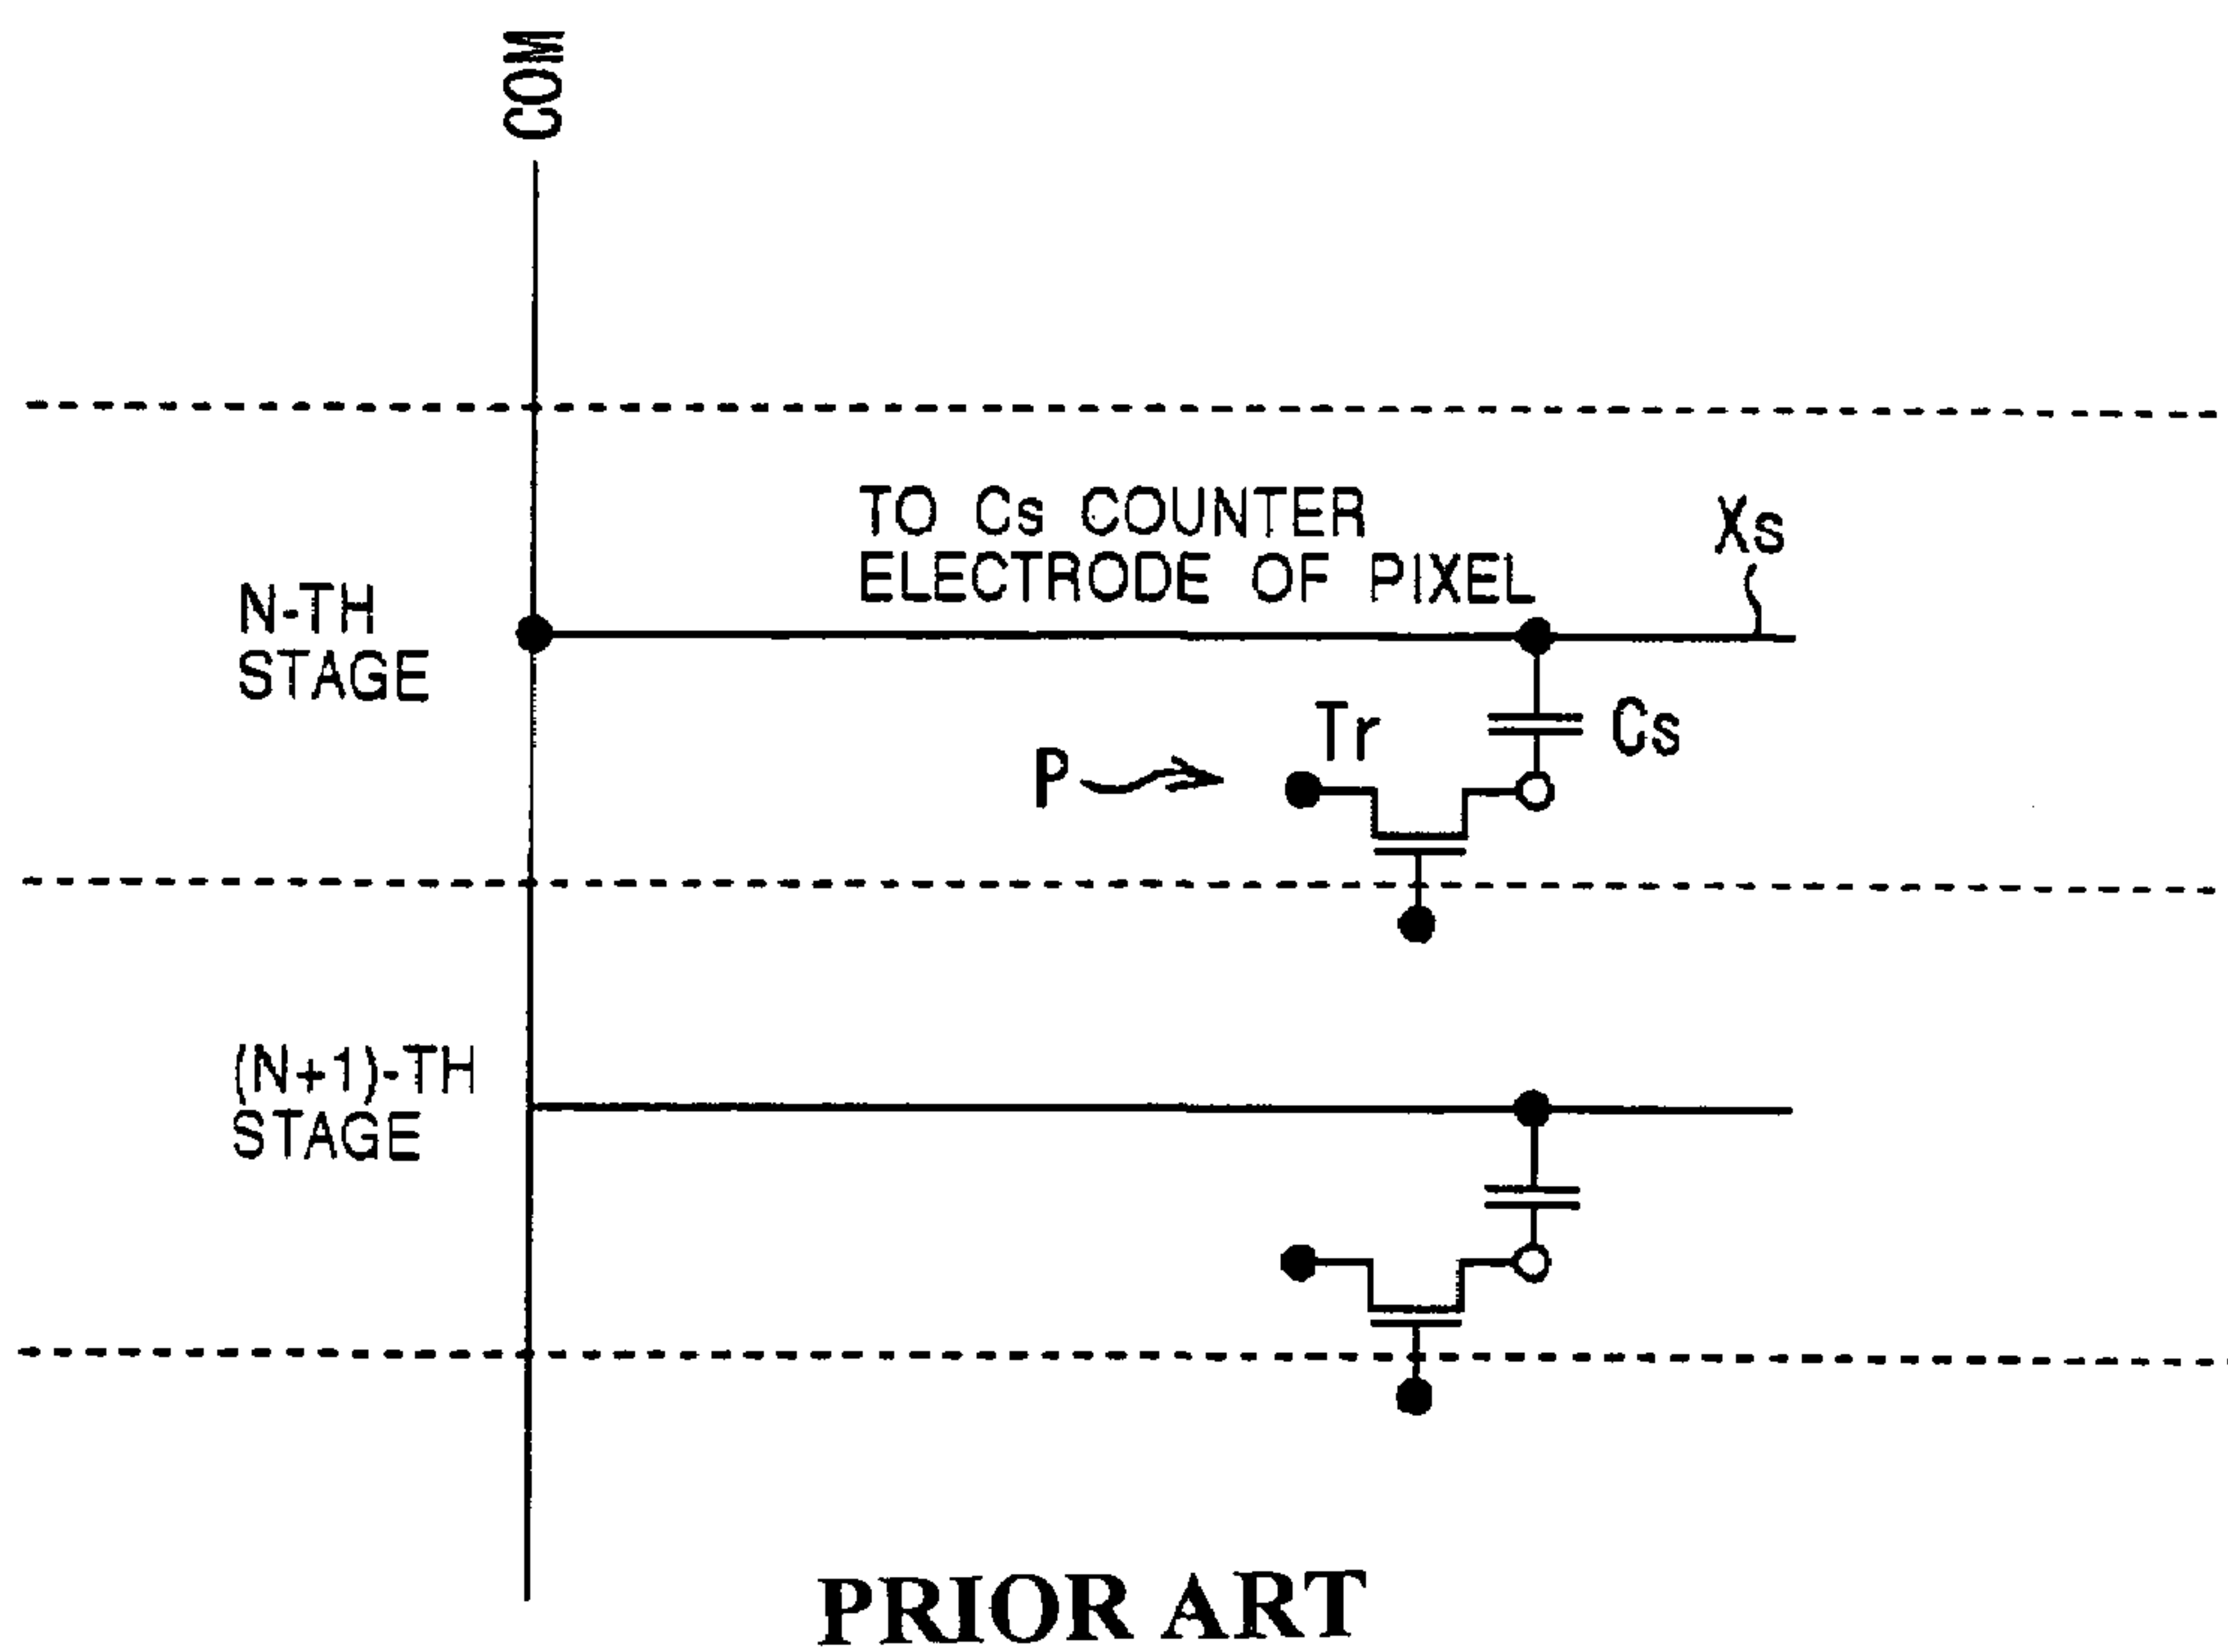 COM
TO Cs COUNTER
ELECTRODE OF PIXEL
Xs
N-TH
STAGE
Tr
Cs
P
(N+1)-TH
STAGE
PRIOR ART